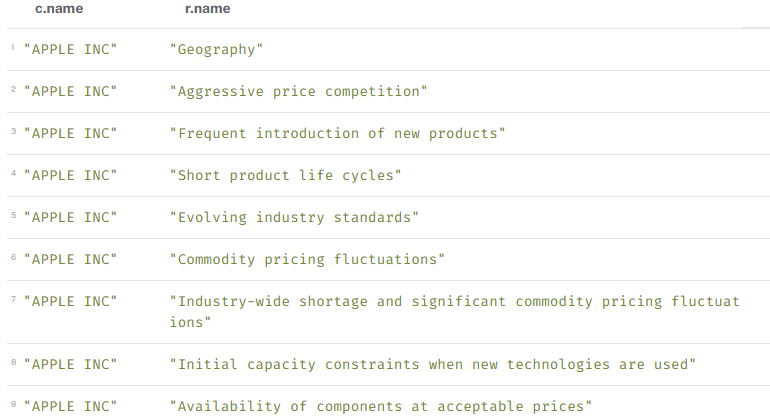 c.name r.name
1 "APPLE INC" "Geography"
2 "APPLE INC" "Aggressive price competition"
3 "APPLE INC" "Frequent introduction of new products"
4 "APPLE INC" "Short product life cycles"
5 "APPLE INC" "Evolving industry standards"
6 "APPLE INC" "Commodity pricing fluctuations"
7 "APPLE INC" "Industry-wide shortage and significant commodity pricing fluctuat
ions"
8 "APPLE INC" "Initial capacity constraints when new technologies are used"
9 "APPLE INC" "Availability of components at acceptable prices"